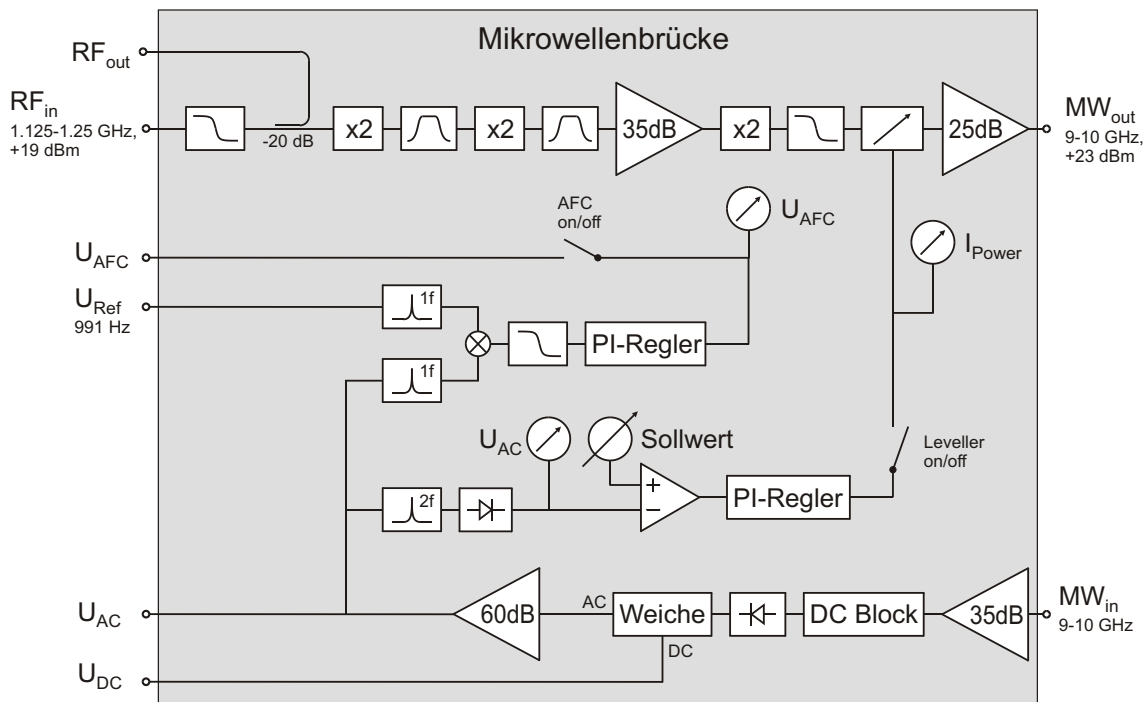 Mikrowellenbrücke
RFout
RFin
1.125-1.25 GHz,
+19 dBm
-20 dB
x2
x2
35dB
x2
25dB
MWout
9-10 GHz,
+23 dBm
AFC
on/off
UAFC
UAFC
IPower
URef
991 Hz
1f
PI-Regler
1f
UAC
Sollwert
Leveller
on/off
2f
+
−
PI-Regler
UAC
60dB
AC
Weiche
DC
DC Block
35dB
MWin
9-10 GHz
UDC